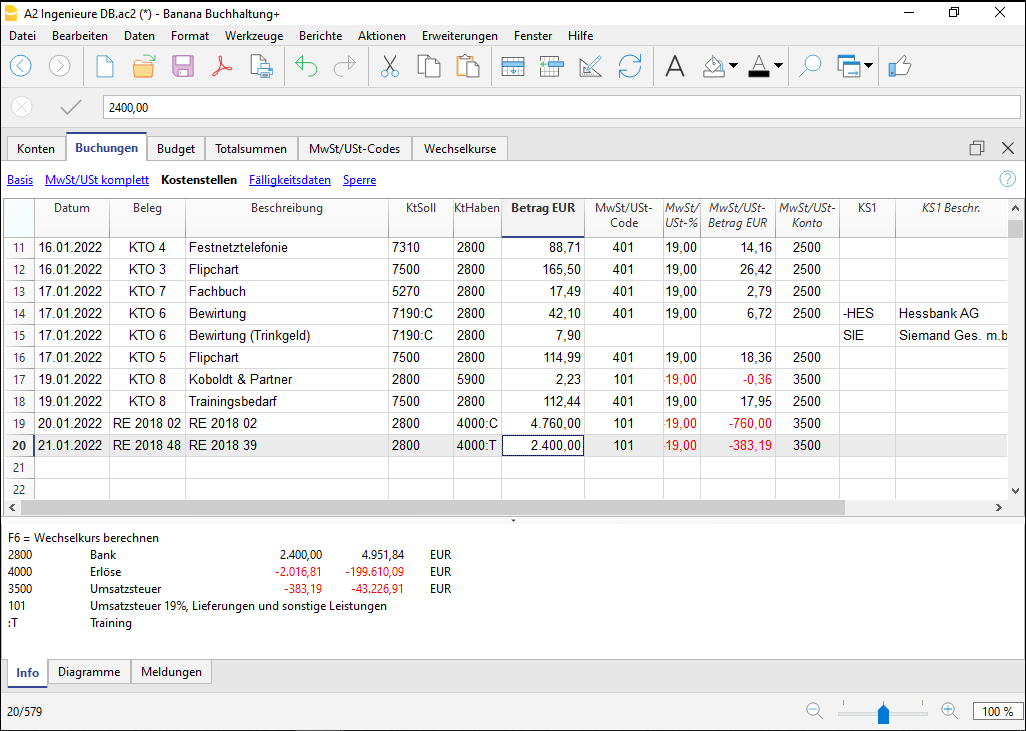 A2 Ingenieure DB.ac2 (*) - Banana Buchhaltung+
Datei Bearbeiten Daten Format Werkzeuge Berichte Aktionen Erweiterungen Fenster Hilfe
2400,00
Konten Buchungen Budget Totalsummen MwSt/USt-Codes Wechselkurse
Basis MwSt/USt komplett Kostenstellen Fälligkeitsdaten Sperre
Datum Beleg Beschreibung KtSoll KtHaben Betrag EUR MwSt/USt- MwSt/ MwSt/USt- MwSt/USt- KS1 KS1 Beschr.
Code USt-% Betrag EUR Konto
11 16.01.2022 KTO 4 Festnetztelefonie 7310 2800 88,71 401 19,00 14,16 2500
12 16.01.2022 KTO 3 Flipchart 7500 2800 165,50 401 19,00 26,42 2500
13 17.01.2022 KTO 7 Fachbuch 5270 2800 17,49 401 19,00 2,79 2500
14 17.01.2022 KTO 6 Bewirtung 7190:C 2800 42,10 401 19,00 6,72 2500 -HES Hessbank AG
15 17.01.2022 KTO 6 Bewirtung (Trinkgeld) 7190:C 2800 7,90 SIE Siemand Ges. m.b
16 17.01.2022 KTO 5 Flipchart 7500 2800 114,99 401 19,00 18,36 2500
17 19.01.2022 KTO 8 Koboldt & Partner 2800 5900 2,23 101 -19,00 -0,36 3500
18 19.01.2022 KTO 8 Trainingsbedarf 7500 2800 112,44 401 19,00 17,95 2500
19 20.01.2022 RE 2018 02 RE 2018 02 2800 4000:C 4.760,00 101 -19,00 -760,00 3500
20 21.01.2022 RE 2018 48 RE 2018 39 2800 4000:T 2.400,00 101 -19,00 -383,19 3500
21
22
F6 = Wechselkurs berechnen
2800 Bank 2.400,00 4.951,84 EUR
4000 Erlöse -2.016,81 -199.610,09 EUR
3500 Umsatzsteuer -383,19 -43.226,91 EUR
101 Umsatzsteuer 19%, Lieferungen und sonstige Leistungen
:T Training
Info Diagramme Meldungen
20/579 100 %